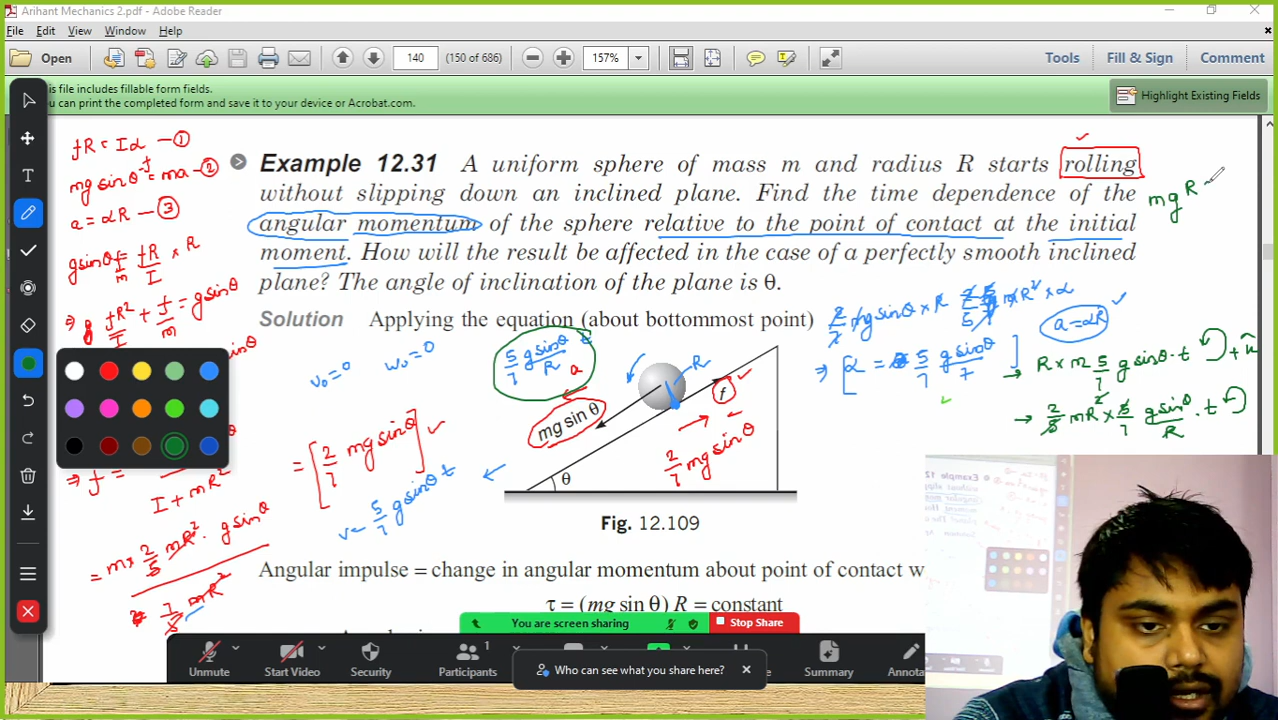 Arihant Mechanics 2.pdf - Adobe Reader
File Edit View Window Help
Open 140 (150 of 686) 157% Tools Fill & Sign Comment
is file includes fillable form fields.
u can print the completed form and save it to your device or Acrobat.com.
Highlight Existing Fields
fR = Iα —①
mg sinθ - f = ma —②
a = αR —③
Example 12.31 A uniform sphere of mass m and radius R starts rolling
without slipping down an inclined plane. Find the time dependence of the
angular momentum of the sphere relative to the point of contact at the initial
moment. How will the result be affected in the case of a perfectly smooth inclined
plane? The angle of inclination of the plane is θ.
mg R
Solution Applying the equation (about bottommost point)
⇒ fR²/I + f/m = g sinθ
v₀=0 ω₀=0
5/7 g sinθ/R t
a = αR
R × m 5/7 g sinθ · t
+ k̂
2/5 mR² × 5/7 g sinθ/R · t
R
mg sinθ
f
2/7 mg sinθ
θ
⇒ f =
I + mR²
= [2/7 mg sinθ]
v = 5/7 g sinθ t
= m × 2/5 mR² · g sinθ
7/5 mR²
Fig. 12.109
Angular impulse = change in angular momentum about point of contact w
τ = (mg sin θ) R = constant
You are screen sharing Stop Share
Unmute Start Video Security Participants 1 Summary Annota
Who can see what you share here?